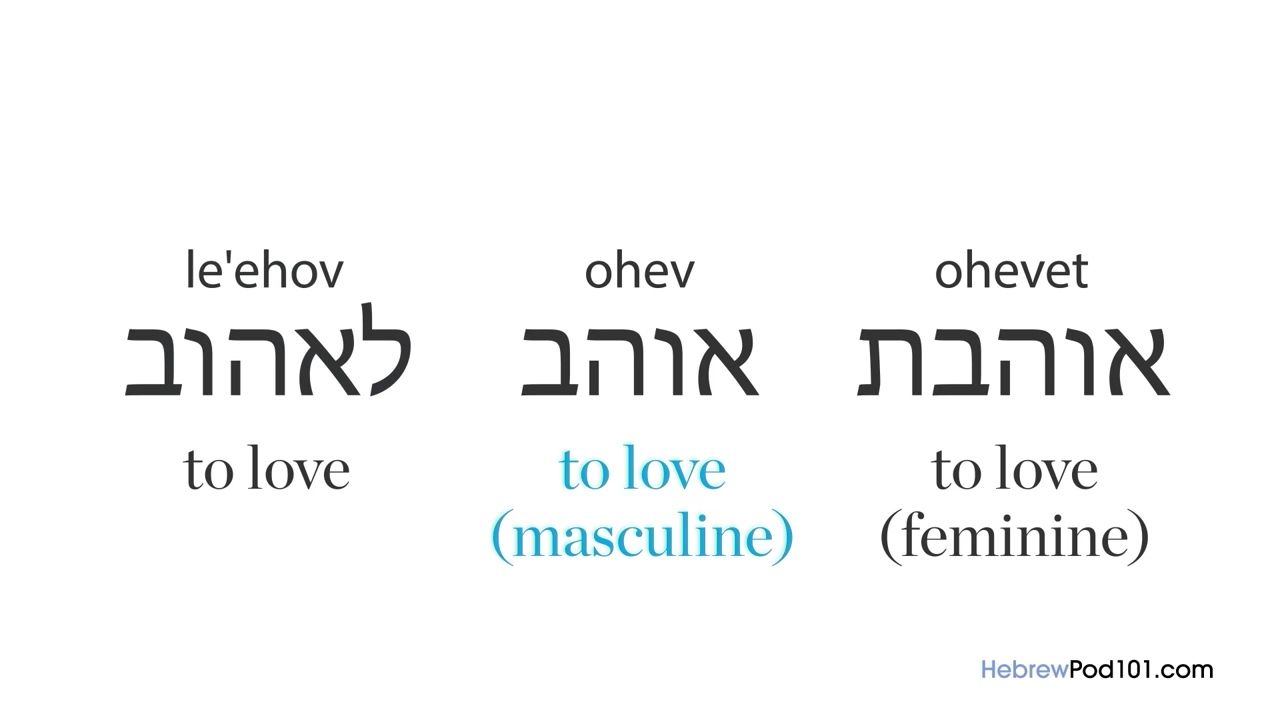 le'ehov
לאהוב
to love
ohev
אוהב
to love
(masculine)
ohevet
אוהבת
to love
(feminine)
HebrewPod101.com